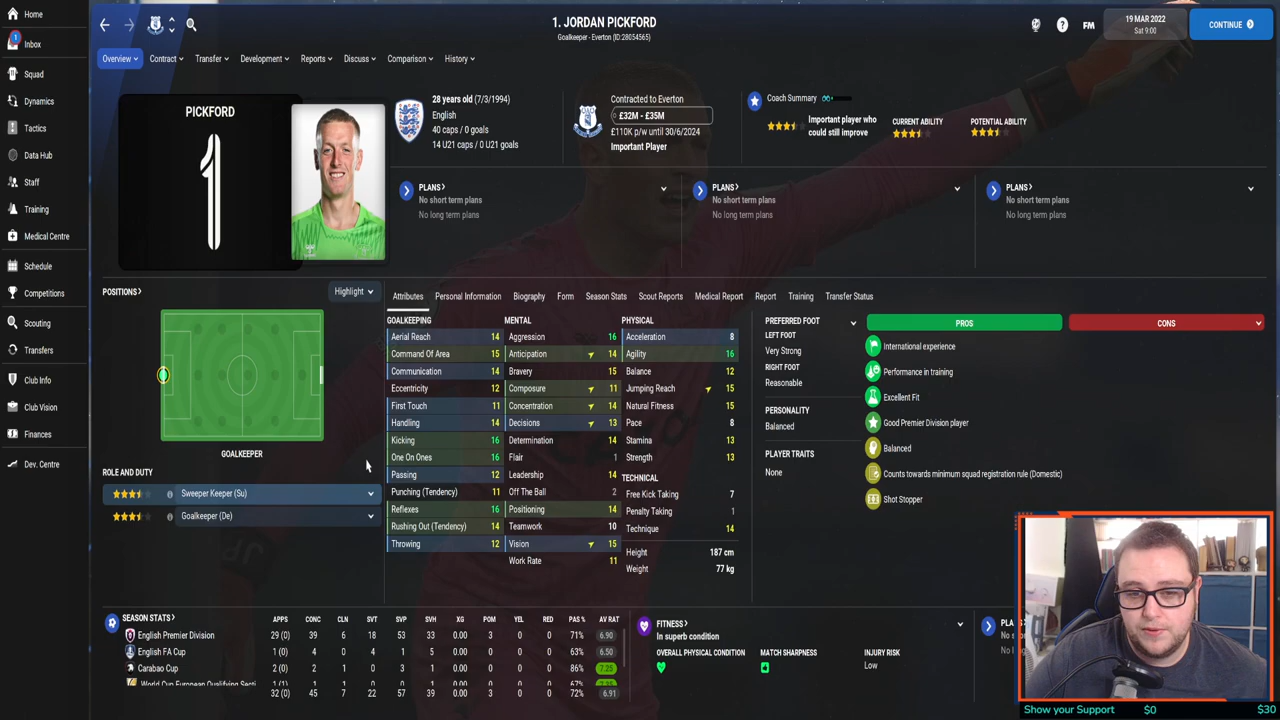 Home
1. JORDAN PICKFORD
Goalkeeper - Everton (ID:28054565)
FM
19 MAR 2022
Sat 9:00
CONTINUE
1
Inbox
Overview
Contract
Transfer
Development
Reports
Discuss
Comparison
History
Squad
Dynamics
Tactics
Data Hub
Staff
Training
Medical Centre
Schedule
Competitions
Scouting
Transfers
Club Info
Club Vision
Finances
Dev. Centre
PICKFORD
1
28 years old (7/3/1994)
English
40 caps / 0 goals
14 U21 caps / 0 U21 goals
Contracted to Everton
£32M - £35M
£110K p/w until 30/6/2024
Important Player
Coach Summary
Important player who could still improve
CURRENT ABILITY
POTENTIAL ABILITY
PLANS>
No short term plans
No long term plans
PLANS>
No short term plans
No long term plans
PLANS>
No short term plans
No long term plans
POSITIONS>
Highlight
GOALKEEPER
ROLE AND DUTY
Sweeper Keeper (Su)
Goalkeeper (De)
Attributes Personal Information Biography Form Season Stats Scout Reports Medical Report Report Training Transfer Status
GOALKEEPING
Aerial Reach 14
Command Of Area 15
Communication 14
Eccentricity 12
First Touch 11
Handling 14
Kicking 16
One On Ones 16
Passing 12
Punching (Tendency) 11
Reflexes 16
Rushing Out (Tendency) 14
Throwing 12
MENTAL
Aggression 16
Anticipation 14
Bravery 15
Composure 11
Concentration 14
Decisions 13
Determination 14
Flair 1
Leadership 14
Off The Ball 2
Positioning 14
Teamwork 10
Vision 15
Work Rate 11
PHYSICAL
Acceleration 8
Agility 16
Balance 12
Jumping Reach 15
Natural Fitness 15
Pace 8
Stamina 13
Strength 13
TECHNICAL
Free Kick Taking 7
Penalty Taking 1
Technique 14
Height 187 cm
Weight 77 kg
PREFERRED FOOT
LEFT FOOT
Very Strong
RIGHT FOOT
Reasonable
PERSONALITY
Balanced
PLAYER TRAITS
None
PROS
CONS
International experience
Performance in training
Excellent Fit
Good Premier Division player
Balanced
Counts towards minimum squad registration rule (Domestic)
Shot Stopper
SEASON STATS> APPS CONC CLN SVT SVP SVH XG POM YEL RED PAS % AV RAT
English Premier Division 29 (0) 39 6 18 53 33 0.00 3 0 0 71% 6.90
English FA Cup 1 (0) 4 0 4 1 5 0.00 0 0 0 63% 6.50
Carabao Cup 2 (0) 2 1 0 3 1 0.00 0 0 0 86% 7.25
32 (0) 45 7 22 57 39 0.00 3 0 0 72% 6.91
FITNESS>
In superb condition
OVERALL PHYSICAL CONDITION
MATCH SHARPNESS
INJURY RISK
Low
Show your Support $0 $30